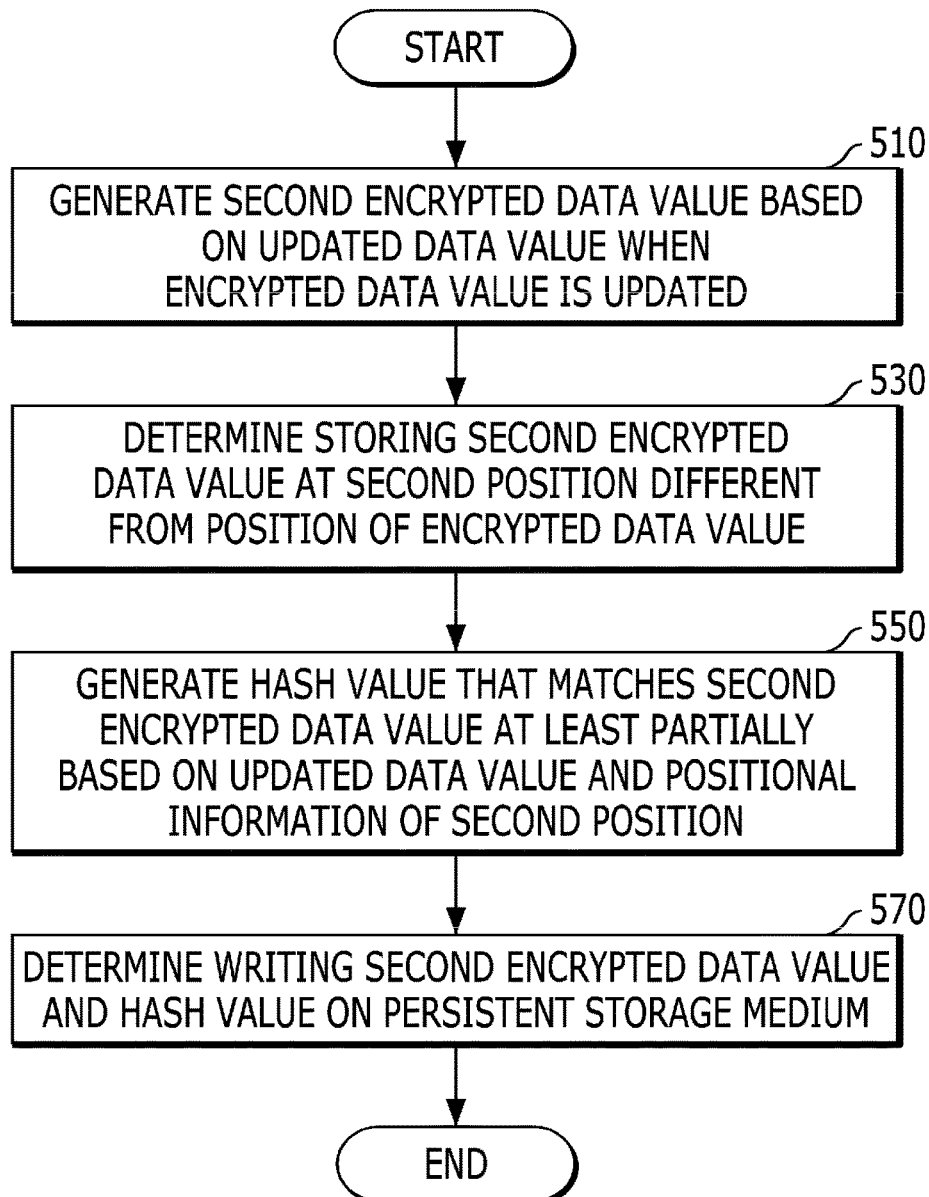 START
510
GENERATE SECOND ENCRYPTED DATA VALUE BASED
ON UPDATED DATA VALUE WHEN
ENCRYPTED DATA VALUE IS UPDATED
530
DETERMINE STORING SECOND ENCRYPTED
DATA VALUE AT SECOND POSITION DIFFERENT
FROM POSITION OF ENCRYPTED DATA VALUE
550
GENERATE HASH VALUE THAT MATCHES SECOND
ENCRYPTED DATA VALUE AT LEAST PARTIALLY
BASED ON UPDATED DATA VALUE AND POSITIONAL
INFORMATION OF SECOND POSITION
570
DETERMINE WRITING SECOND ENCRYPTED DATA VALUE
AND HASH VALUE ON PERSISTENT STORAGE MEDIUM
END